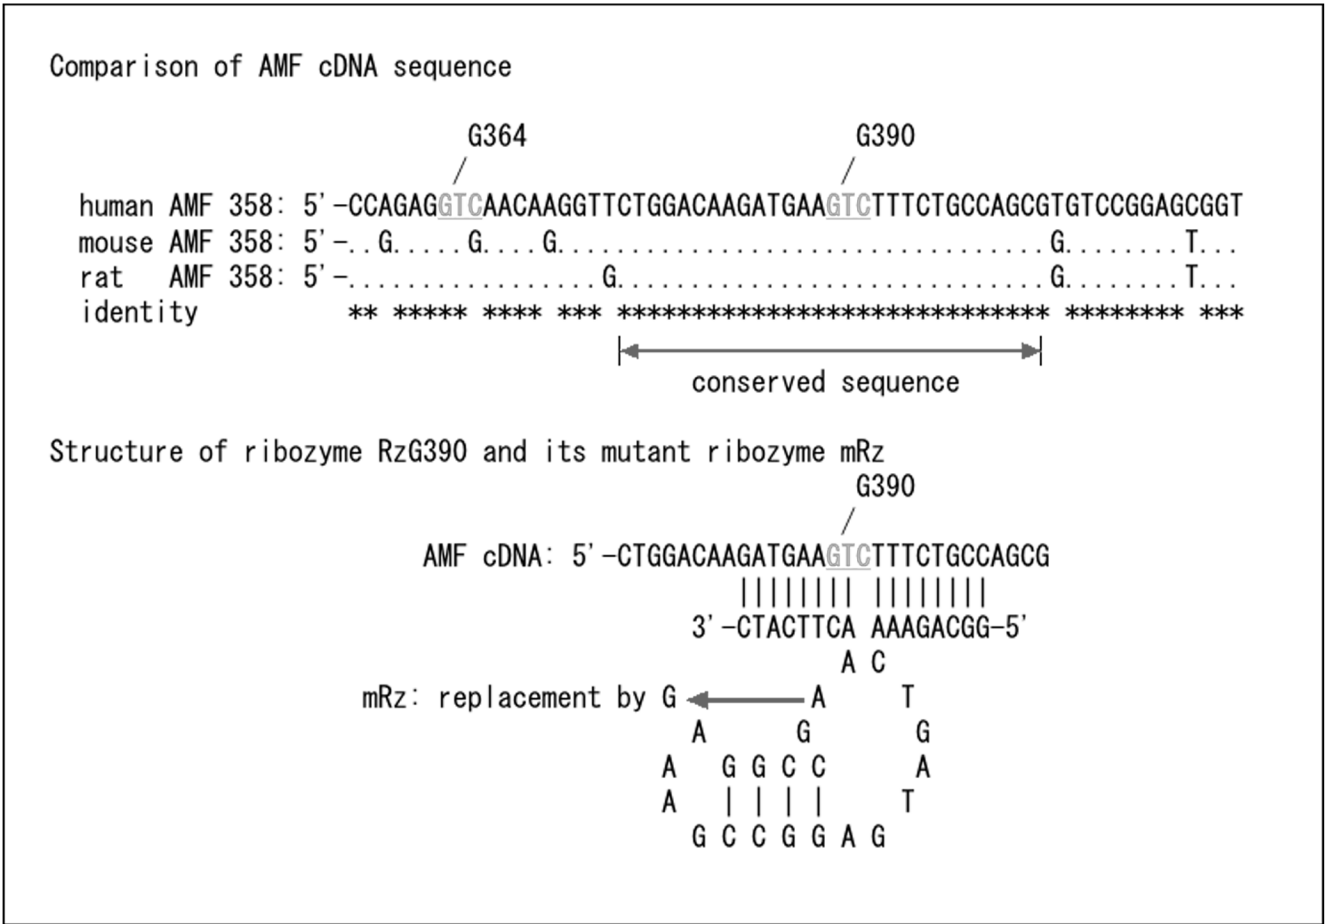 Comparison of AMF cDNA sequence
G364 G390
human AMF 358: 5'-CCAGAGGTCAACAAGGTTCTGGACAAGATGAAGTCTTTCTGCCAGCGTGTCCGGAGCGGT
mouse AMF 358: 5'-..G.....G....G.................................G........T...
rat AMF 358: 5'-.................G.............................G........T...
identity ** ***** **** *** ***************************** ******** ***
conserved sequence
Structure of ribozyme RzG390 and its mutant ribozyme mRz
G390
AMF cDNA: 5'-CTGGACAAGATGAAGTCTTTCTGCCAGCG
|||||||| ||||||||
3'-CTACTTCA AAAGACGG-5'
A C
mRz: replacement by G A T
A G G
A G G C C A
A | | | | T
G C C G G A G